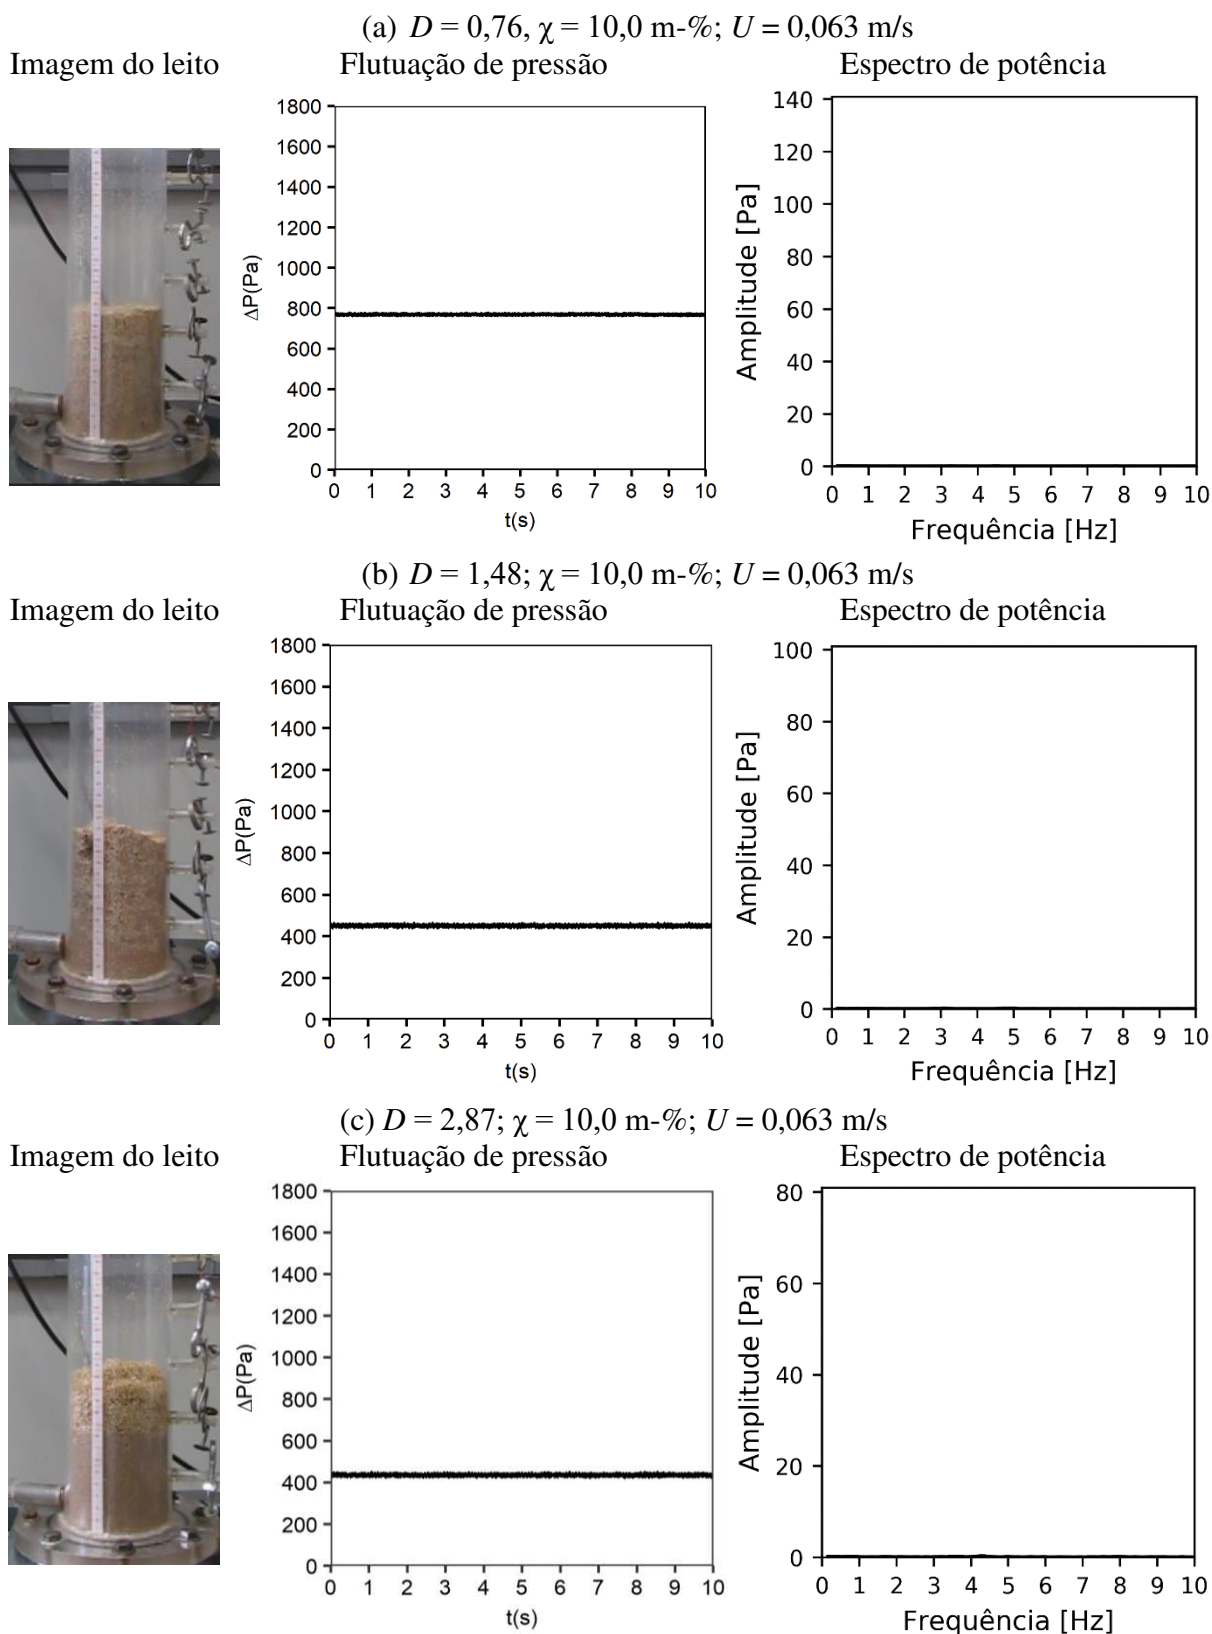 (a) D = 0,76, χ = 10,0 m-%; U = 0,063 m/s
Imagem do leito Flutuação de pressão Espectro de potência
1800
1600
1400
1200
1000
800
600
400
200
0
ΔP(Pa)
0 1 2 3 4 5 6 7 8 9 10
t(s)
140
120
100
80
60
40
20
0
Amplitude [Pa]
0 1 2 3 4 5 6 7 8 9 10
Frequência [Hz]
(b) D = 1,48; χ = 10,0 m-%; U = 0,063 m/s
Imagem do leito Flutuação de pressão Espectro de potência
1800
1600
1400
1200
1000
800
600
400
200
0
ΔP(Pa)
0 1 2 3 4 5 6 7 8 9 10
t(s)
100
80
60
40
20
0
Amplitude [Pa]
0 1 2 3 4 5 6 7 8 9 10
Frequência [Hz]
(c) D = 2,87; χ = 10,0 m-%; U = 0,063 m/s
Imagem do leito Flutuação de pressão Espectro de potência
1800
1600
1400
1200
1000
800
600
400
200
0
ΔP(Pa)
0 1 2 3 4 5 6 7 8 9 10
t(s)
80
60
40
20
0
Amplitude [Pa]
0 1 2 3 4 5 6 7 8 9 10
Frequência [Hz]